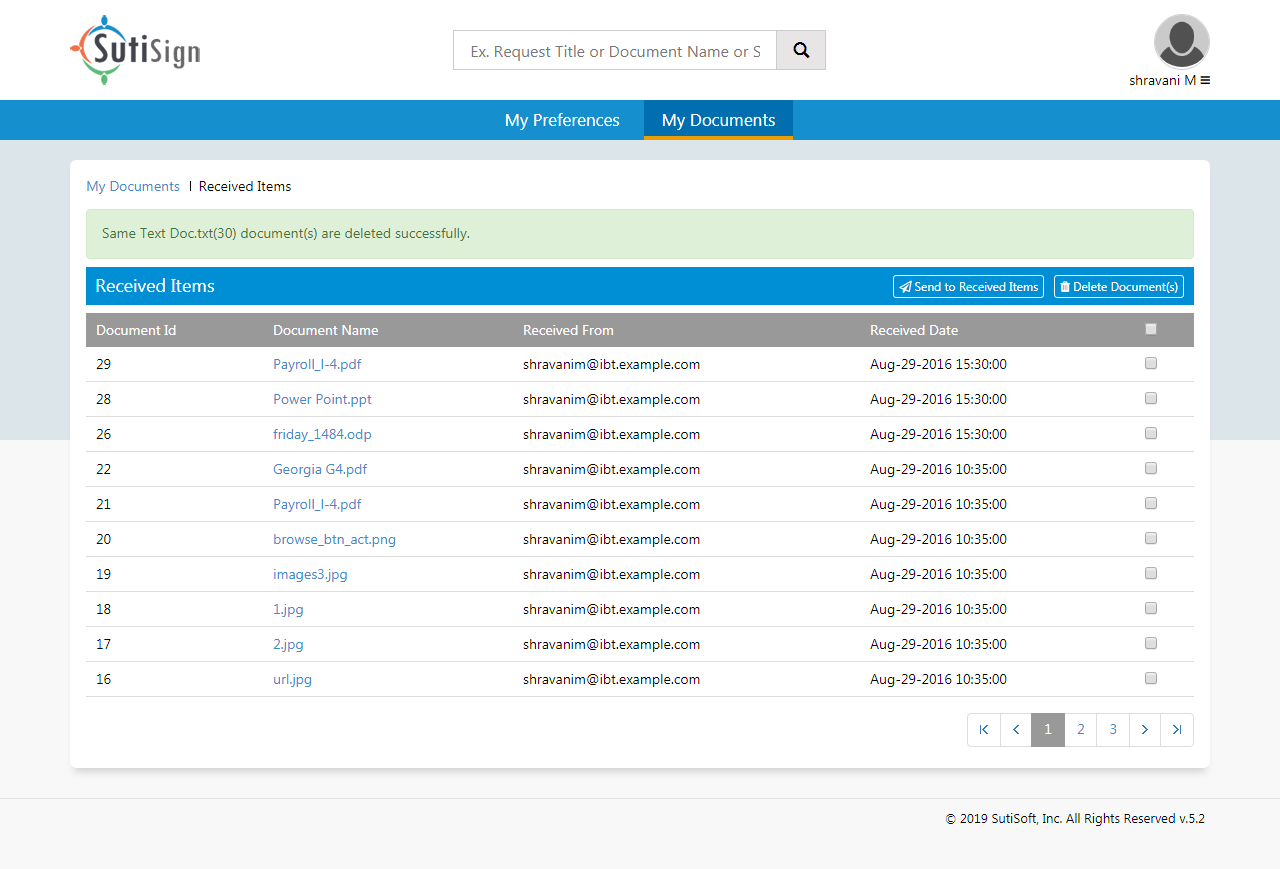 SutiSign
Ex. Request Title or Document Name or S
shravani M
My Preferences My Documents
My Documents I Received Items
Same Text Doc.txt(30) document(s) are deleted successfully.
Received Items Send to Received Items Delete Document(s)
Document Id Document Name Received From Received Date
29 Payroll_I-4.pdf shravanim@ibt.example.com Aug-29-2016 15:30:00
28 Power Point.ppt shravanim@ibt.example.com Aug-29-2016 15:30:00
26 friday_1484.odp shravanim@ibt.example.com Aug-29-2016 15:30:00
22 Georgia G4.pdf shravanim@ibt.example.com Aug-29-2016 10:35:00
21 Payroll_I-4.pdf shravanim@ibt.example.com Aug-29-2016 10:35:00
20 browse_btn_act.png shravanim@ibt.example.com Aug-29-2016 10:35:00
19 images3.jpg shravanim@ibt.example.com Aug-29-2016 10:35:00
18 1.jpg shravanim@ibt.example.com Aug-29-2016 10:35:00
17 2.jpg shravanim@ibt.example.com Aug-29-2016 10:35:00
16 url.jpg shravanim@ibt.example.com Aug-29-2016 10:35:00
1 2 3
© 2019 SutiSoft, Inc. All Rights Reserved v.5.2